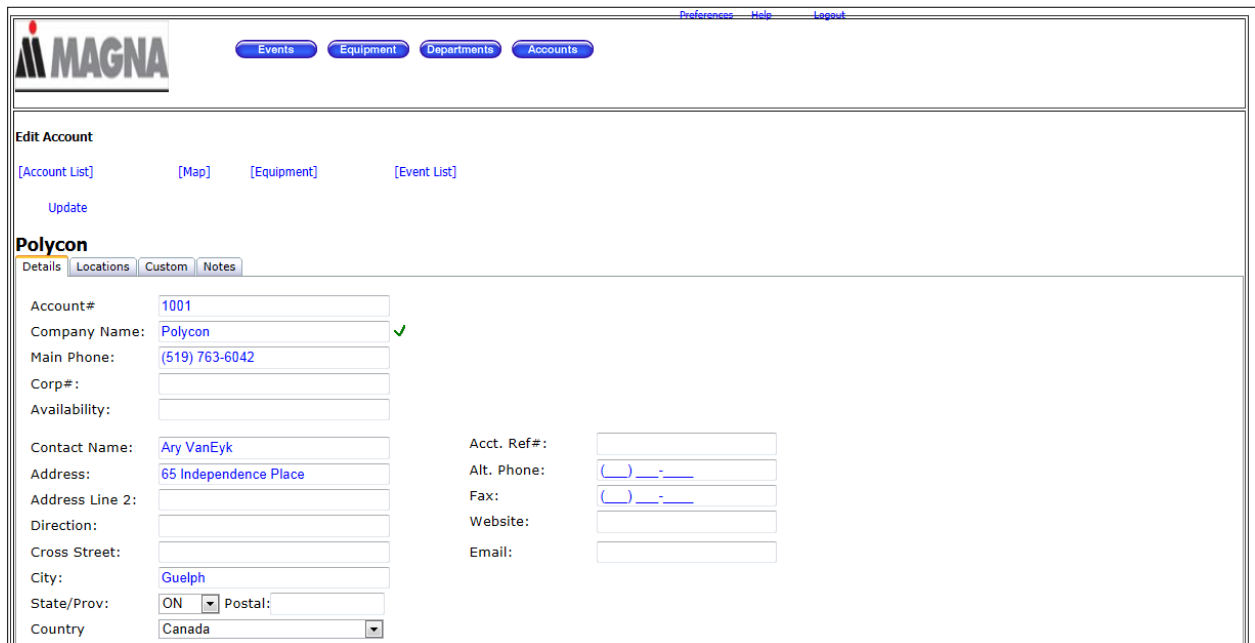 Preferences Help Logout
MAGNA
Events Equipment Departments Accounts
Edit Account
[Account List] [Map] [Equipment] [Event List]
Update
Polycon
Details Locations Custom Notes
Account# 1001
Company Name: Polycon
Main Phone: (519) 763-6042
Corp#:
Availability:
Contact Name: Ary VanEyk Acct. Ref#:
Address: 65 Independence Place Alt. Phone: (___) ___-____
Address Line 2: Fax: (___) ___-____
Direction: Website:
Cross Street: Email:
City: Guelph
State/Prov: ON Postal:
Country Canada